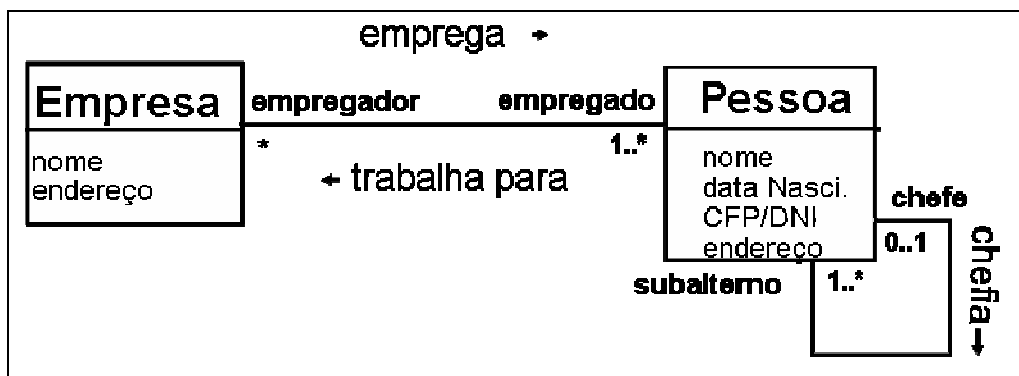 emprega →
Empresa
empregador
empregado
Pessoa
*
1..*
nome
endereço
← trabalha para
nome
data Nasci.
CFP/DNI
endereço
chefe
0..1
subalterno
1..*
chefia→